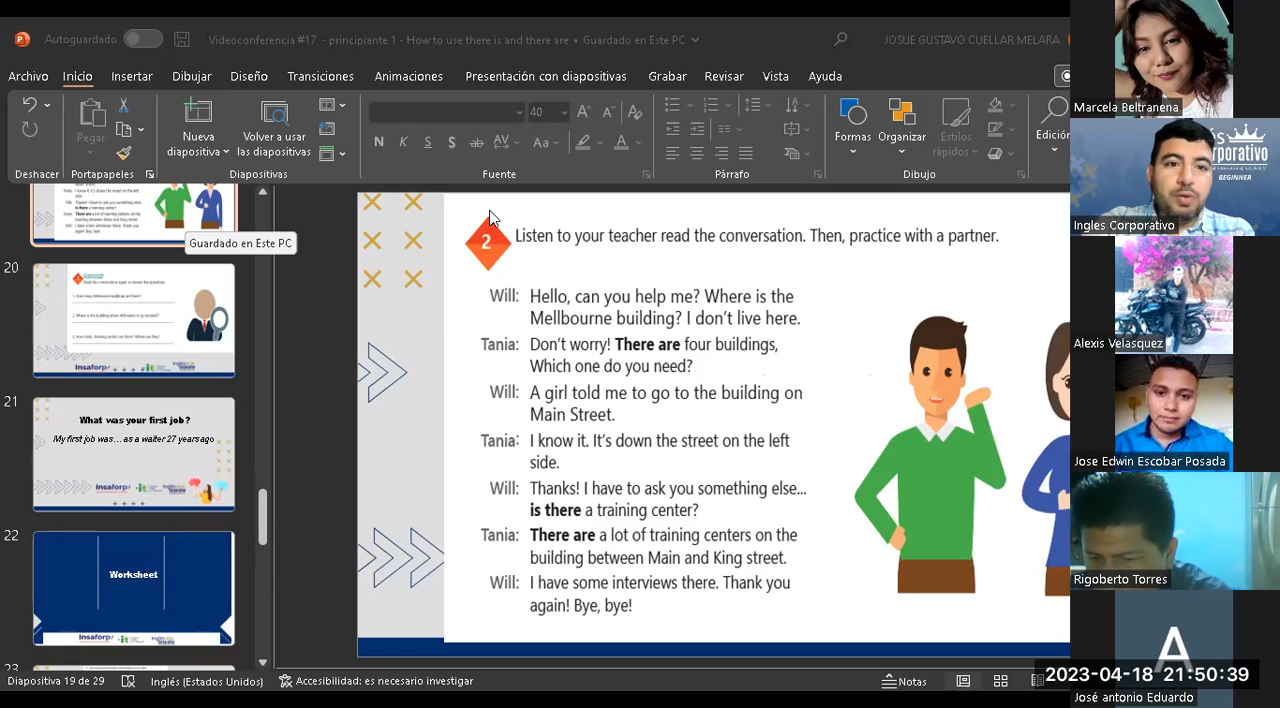 Autoguardado
Videoconferencia #17 - principiante 1 - How to use there is and there are • Guardado en Este PC
JOSUE GUSTAVO CUELLAR MELARA
Archivo Inicio Insertar Dibujar Diseño Transiciones Animaciones Presentación con diapositivas Grabar Revisar Vista Ayuda
Pegar
Nueva diapositiva
Volver a usar las diapositivas
40
N K S S ab AV Aa A
Formas Organizar Estilos rápidos Edición
Deshacer Portapapeles Diapositivas Fuente Párrafo Dibujo
Guardado en Este PC
20
Insaforp
21
What was your first job?
My first job was... as a waiter 27 years ago
Insaforp
22
Worksheet
Insaforp
23
2
Listen to your teacher read the conversation. Then, practice with a partner.
Will: Hello, can you help me? Where is the
Mellbourne building? I don't live here.
Tania: Don't worry! There are four buildings,
Which one do you need?
Will: A girl told me to go to the building on
Main Street.
Tania: I know it. It's down the street on the left
side.
Will: Thanks! I have to ask you something else...
is there a training center?
Tania: There are a lot of training centers on the
building between Main and King street.
Will: I have some interviews there. Thank you
again! Bye, bye!
Diapositiva 19 de 29 Inglés (Estados Unidos) Accesibilidad: es necesario investigar Notas
Marcela Beltranena
orporativo
BEGINNER
Ingles Corporativo
Alexis Velasquez
Jose Edwin Escobar Posada
Rigoberto Torres
A
2023-04-18 21:50:39
José antonio Eduardo